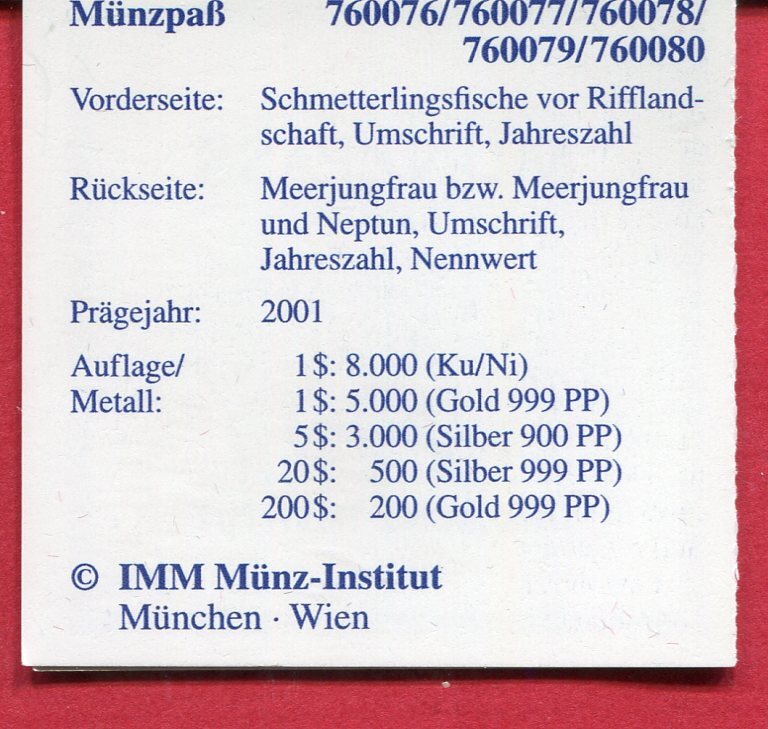 Münzpaß 760076/760077/760078/
760079/760080
Vorderseite: Schmetterlingsfische vor Riffland-
schaft, Umschrift, Jahreszahl
Rückseite: Meerjungfrau bzw. Meerjungfrau
und Neptun, Umschrift,
Jahreszahl, Nennwert
Prägejahr: 2001
Auflage/ 1 $: 8.000 (Ku/Ni)
Metall: 1 $: 5.000 (Gold 999 PP)
5 $: 3.000 (Silber 900 PP)
20 $: 500 (Silber 999 PP)
200 $: 200 (Gold 999 PP)
© IMM Münz-Institut
München · Wien